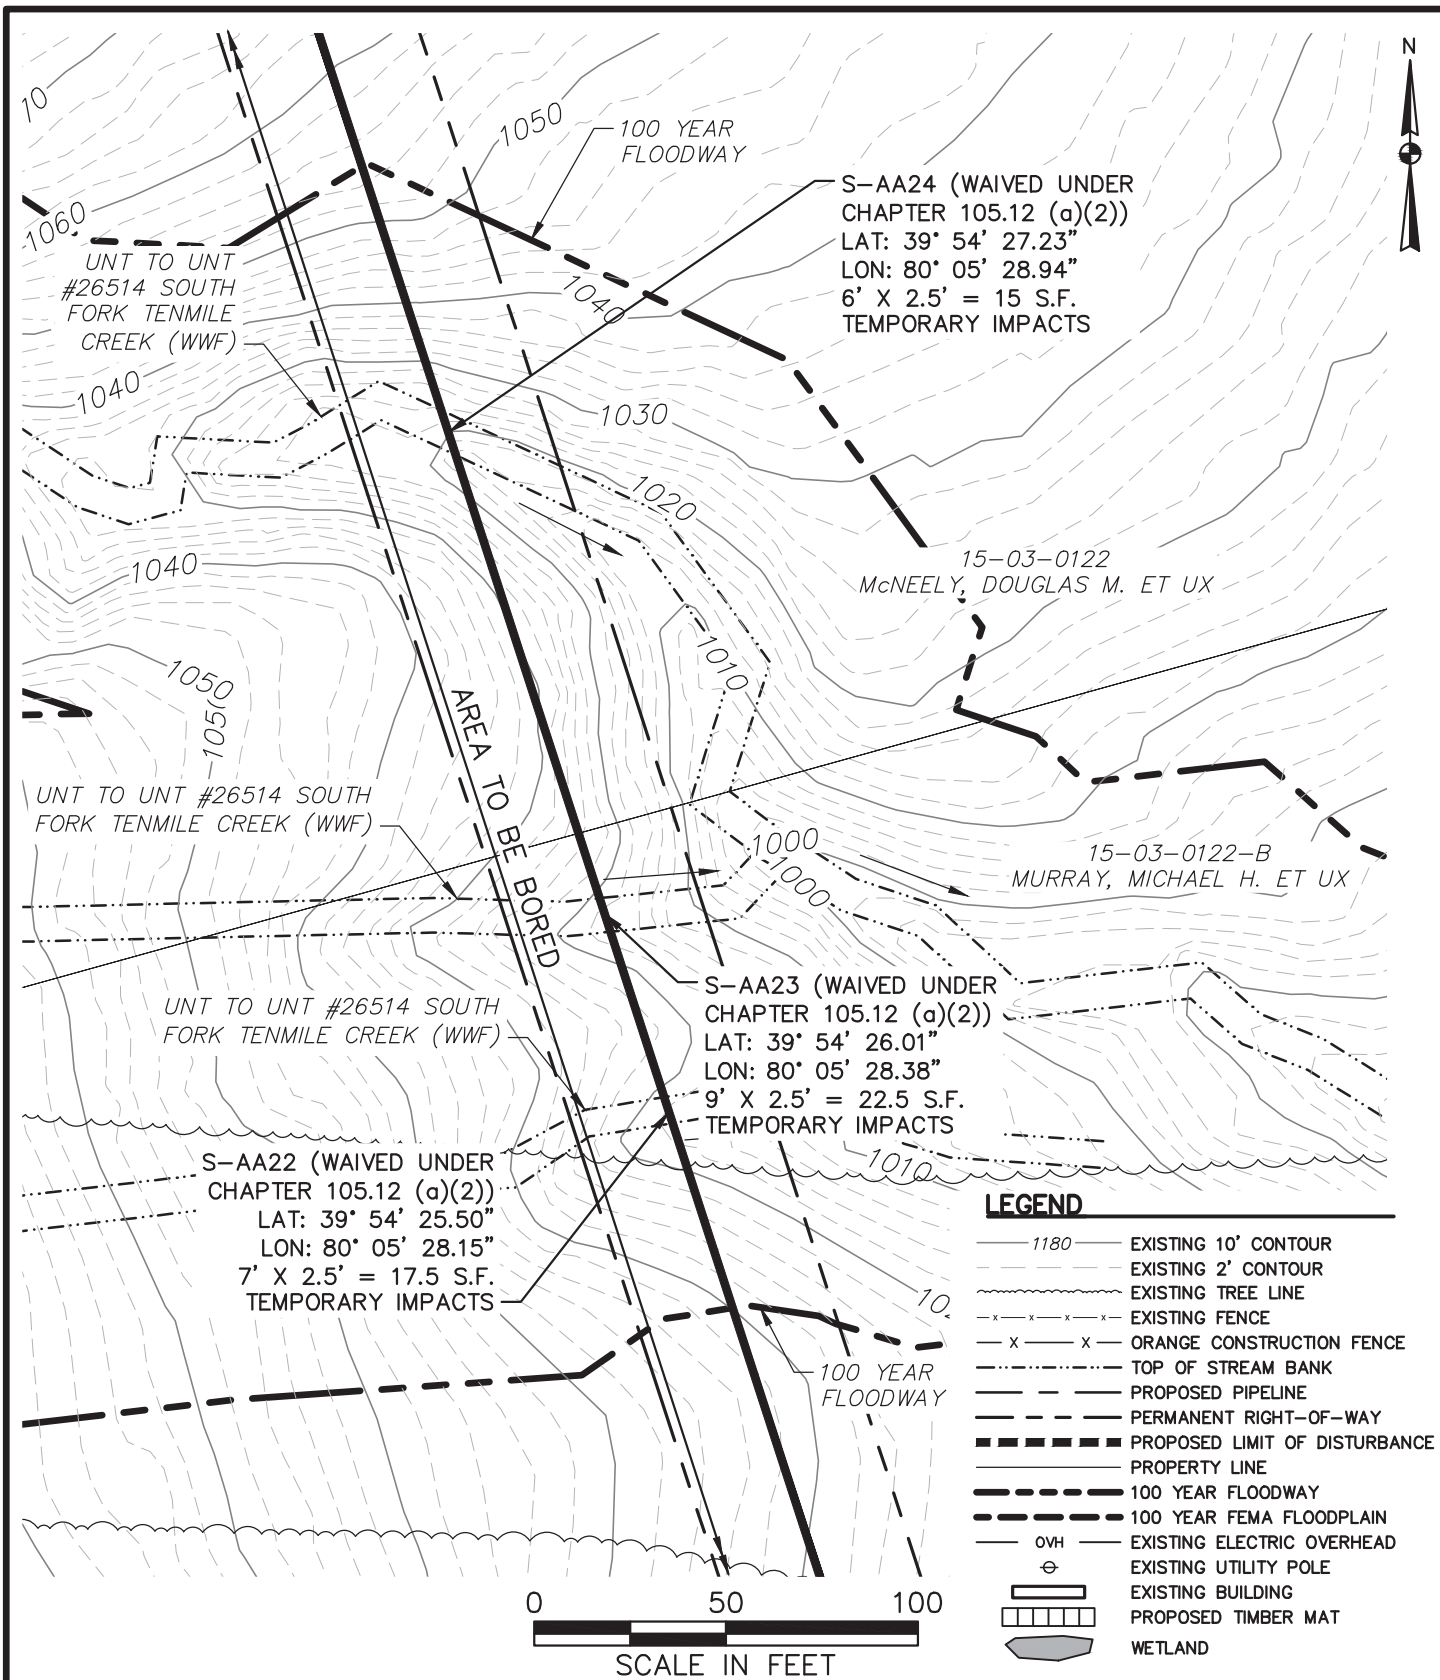 N
10
1050
100 YEAR
FLOODWAY
S-AA24 (WAIVED UNDER
CHAPTER 105.12 (a)(2))
LAT: 39° 54' 27.23"
LON: 80° 05' 28.94"
6' X 2.5' = 15 S.F.
TEMPORARY IMPACTS
1060
UNT TO UNT
#26514 SOUTH
FORK TENMILE
CREEK (WWF)
1040
1040
1030
1020
1040
15-03-0122
McNEELY, DOUGLAS M. ET UX
1010
1050
1050
AREA TO BE BORED
UNT TO UNT #26514 SOUTH
FORK TENMILE CREEK (WWF)
1000
1000
15-03-0122-B
MURRAY, MICHAEL H. ET UX
S-AA23 (WAIVED UNDER
CHAPTER 105.12 (a)(2))
LAT: 39° 54' 26.01"
LON: 80° 05' 28.38"
9' X 2.5' = 22.5 S.F.
TEMPORARY IMPACTS
UNT TO UNT #26514 SOUTH
FORK TENMILE CREEK (WWF)
1010
S-AA22 (WAIVED UNDER
CHAPTER 105.12 (a)(2))
LAT: 39° 54' 25.50"
LON: 80° 05' 28.15"
7' X 2.5' = 17.5 S.F.
TEMPORARY IMPACTS
10
100 YEAR
FLOODWAY
LEGEND
1180 EXISTING 10' CONTOUR
EXISTING 2' CONTOUR
EXISTING TREE LINE
x x x x EXISTING FENCE
X X ORANGE CONSTRUCTION FENCE
TOP OF STREAM BANK
PROPOSED PIPELINE
PERMANENT RIGHT-OF-WAY
PROPOSED LIMIT OF DISTURBANCE
PROPERTY LINE
100 YEAR FLOODWAY
100 YEAR FEMA FLOODPLAIN
OVH EXISTING ELECTRIC OVERHEAD
EXISTING UTILITY POLE
EXISTING BUILDING
PROPOSED TIMBER MAT
WETLAND
0 50 100
SCALE IN FEET